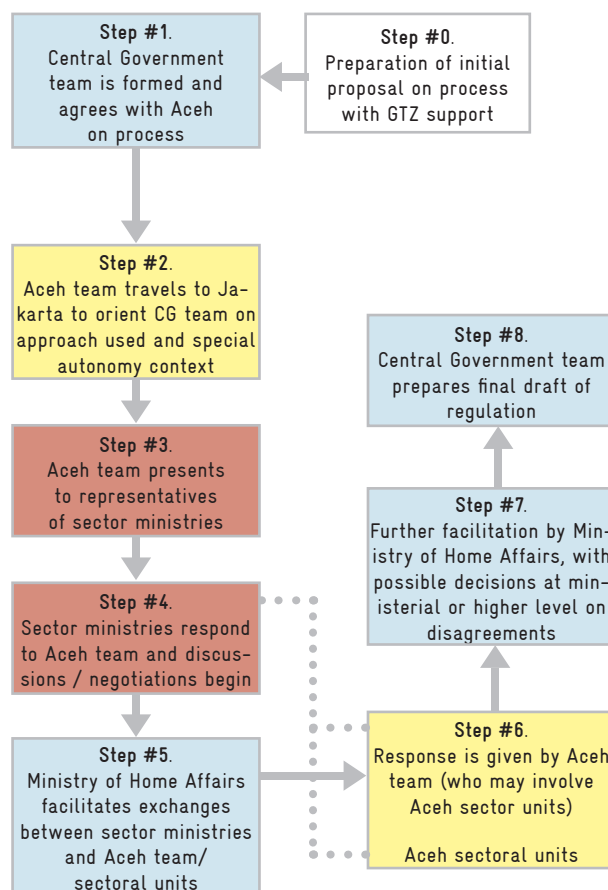 Step #1.
Central Government
team is formed and
agrees with Aceh
on process
Step #0.
Preparation of initial
proposal on process
with GTZ support
Step #2.
Aceh team travels to Ja-
karta to orient CG team on
approach used and special
autonomy context
Step #3.
Aceh team presents
to representatives
of sector ministries
Step #4.
Sector ministries respond
to Aceh team and discus-
sions / negotiations begin
Step #5.
Ministry of Home Affairs
facilitates exchanges
between sector ministries
and Aceh team/
sectoral units
Step #6.
Response is given by Aceh
team (who may involve
Aceh sector units)
Aceh sectoral units
Step #7.
Further facilitation by Min-
istry of Home Affairs, with
possible decisions at min-
isterial or higher level on
disagreements
Step #8.
Central Government team
prepares final draft of
regulation